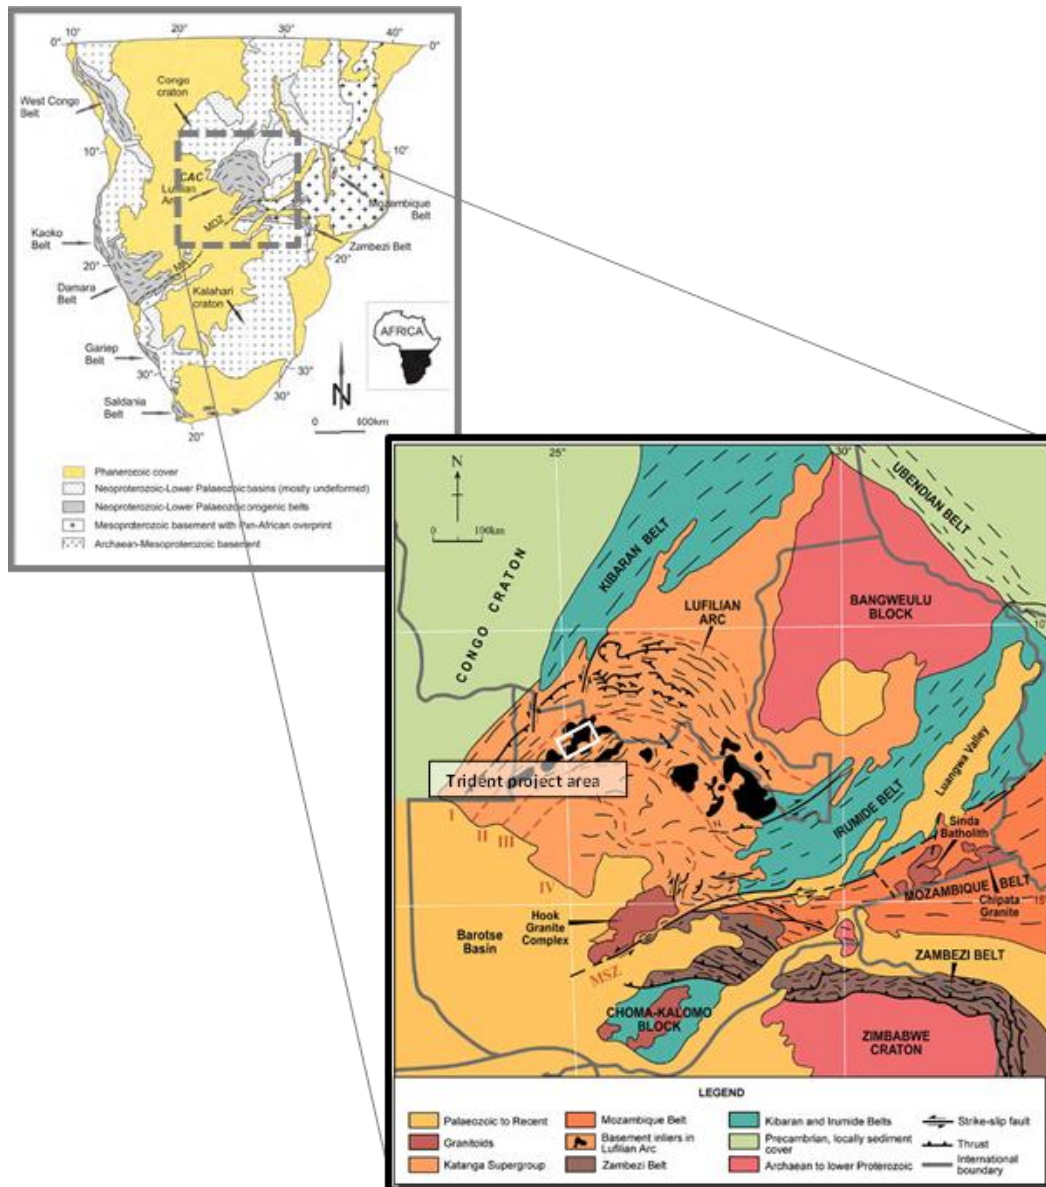 10°
20°
30°
40°
0°
0°
West Congo
Belt
Congo
craton
10°
10°
CAC
Lufilian
Arc
MDZ
Mozambique
Belt
Kaoko
Belt
Zambezi Belt
20°
20°
Damara
Belt
Kalahari
craton
AFRICA
Gariep
Belt
30°
30°
N
Saldania
Belt
0 800km
20°
Phanerozoic cover
Neoproterozoic-Lower Palaeozoic basins (mostly undeformed)
Neoproterozoic-Lower Palaeozoic orogenic belts
Mesoproterozoic basement with Pan-African overprint
Archaean-Mesoproterozoic basement
25°
30°
N
0 100km
UBENDIAN BELT
KIBARAN BELT
CONGO CRATON
LUFILIAN
ARC
BANGWEULU
BLOCK
10°
Trident project area
Luangwa Valley
I
II
III
IV
IRUMIDE BELT
Sinda
Batholith
MOZAMBIQUE BELT
15°
Chipata
Granite
Hook
Granite
Complex
Barotse
Basin
MSZ
ZAMBEZI BELT
CHOMA-KALOMO
BLOCK
ZIMBABWE
CRATON
LEGEND
Palaeozoic to Recent
Granitoids
Katanga Supergroup
Mozambique Belt
Basement inliers in
Lufilian Arc
Zambezi Belt
Kibaran and Irumide Belts
Precambrian, locally sediment
cover
Archaean to lower Proterozoic
Strike-slip fault
Thrust
International
boundary